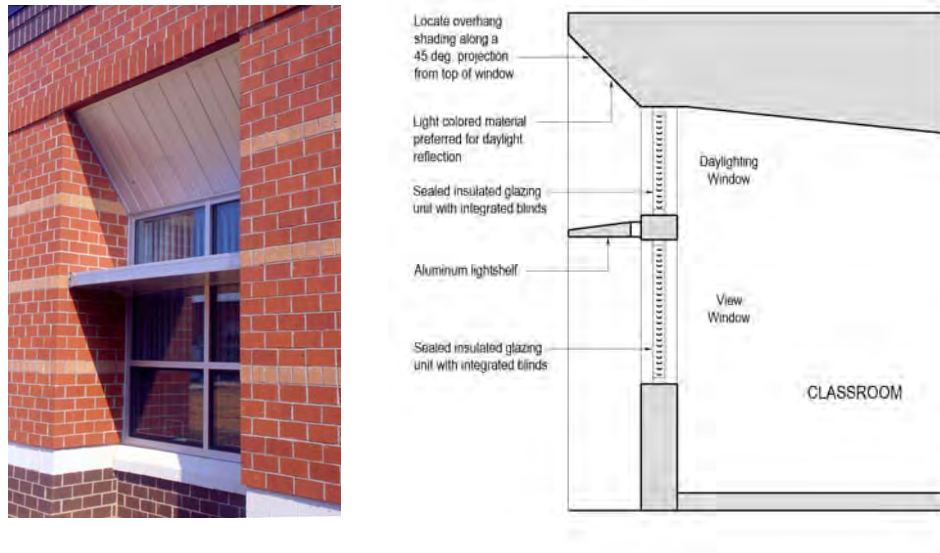 Locate overhang
shading along a
45 deg. projection
from top of window
Light colored material
preferred for daylight
reflection
Daylighting
Window
Sealed insulated glazing
unit with integrated blinds
Aluminum lightshelf
View
Window
Sealed insulated glazing
unit with integrated blinds
CLASSROOM